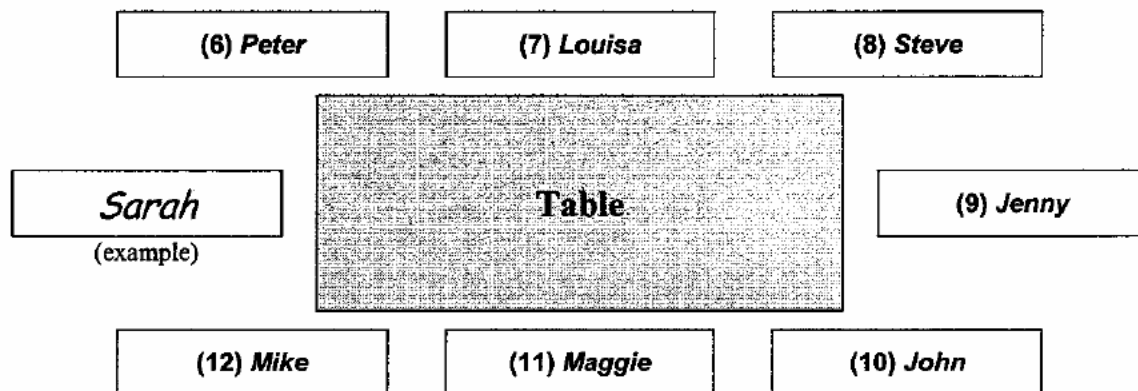 (6) Peter
(7) Louisa
(8) Steve
Sarah
(example)
Table
(9) Jenny
(12) Mike
(11) Maggie
(10) John